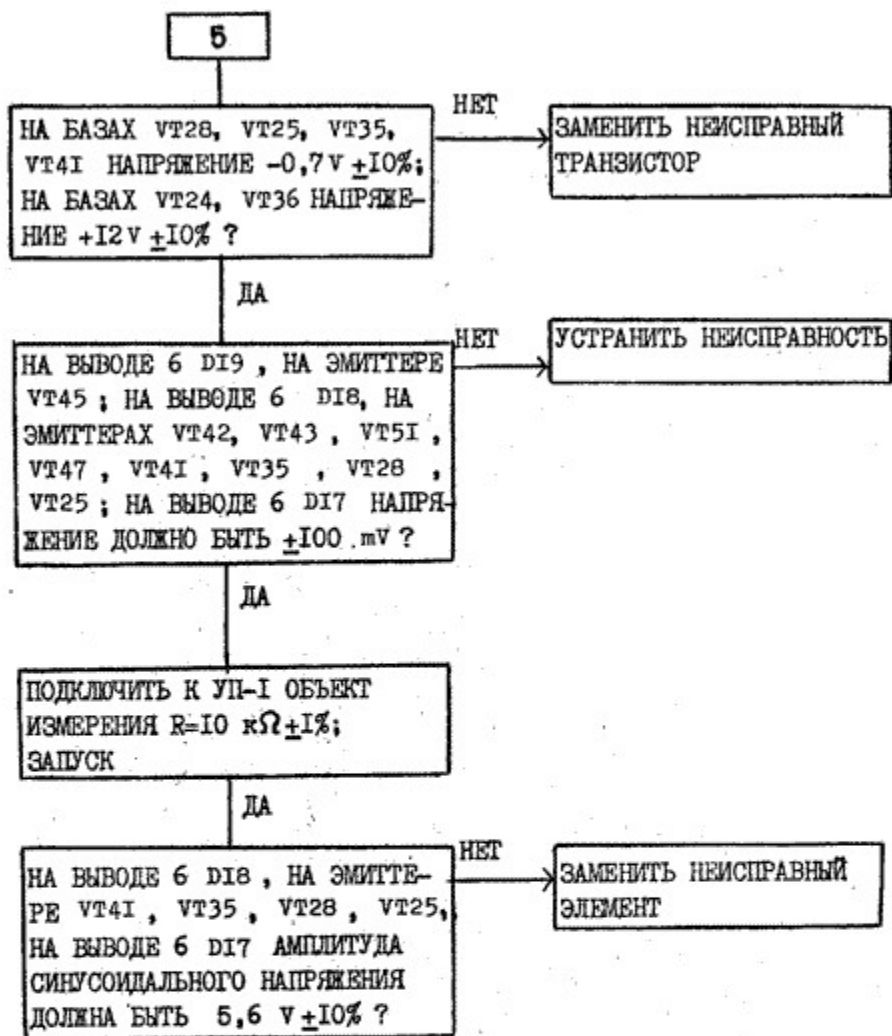 5
НА БАЗАХ VT28, VT25, VT35,
VT4I НАПРЯЖЕНИЕ -0,7 V ±I0%;
НА БАЗАХ VT24, VT36 НАПРЯЖЕ-
НИЕ +I2 V ±I0% ?
НЕТ
ЗАМЕНИТЬ НЕИСПРАВНЫЙ
ТРАНЗИСТОР
ДА
НА ВЫВОДЕ 6 DI9 , НА ЭМИТТЕРЕ
VT45 ; НА ВЫВОДЕ 6 DI8, НА
ЭМИТТЕРАХ VT42, VT43 , VT5I ,
VT47 , VT4I , VT35 , VT28 ,
VT25 ; НА ВЫВОДЕ 6 DI7 НАПРЯ-
ЖЕНИЕ ДОЛЖНО БЫТЬ ±I00 mV ?
НЕТ
УСТРАНИТЬ НЕИСПРАВНОСТЬ
ДА
ПОДКЛЮЧИТЬ К УП-I ОБЪЕКТ
ИЗМЕРЕНИЯ R=I0 кΩ ±I%;
ЗАПУСК
ДА
НА ВЫВОДЕ 6 DI8 , НА ЭМИТТЕ-
РЕ VT4I , VT35 , VT28 , VT25,
НА ВЫВОДЕ 6 DI7 АМПЛИТУДА
СИНУСОИДАЛЬНОГО НАПРЯЖЕНИЯ
ДОЛЖНА БЫТЬ 5,6 V ±I0% ?
НЕТ
ЗАМЕНИТЬ НЕИСПРАВНЫЙ
ЭЛЕМЕНТ